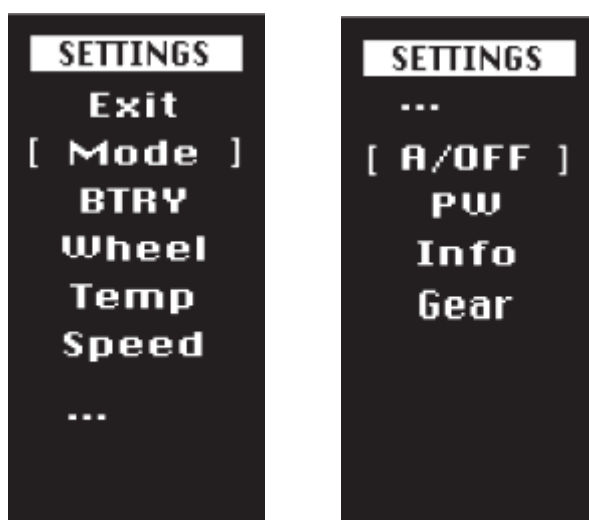 SETTINGS
Exit
[ Mode ]
BTRY
Wheel
Temp
Speed
...
SETTINGS
...
[ A/OFF ]
PW
Info
Gear